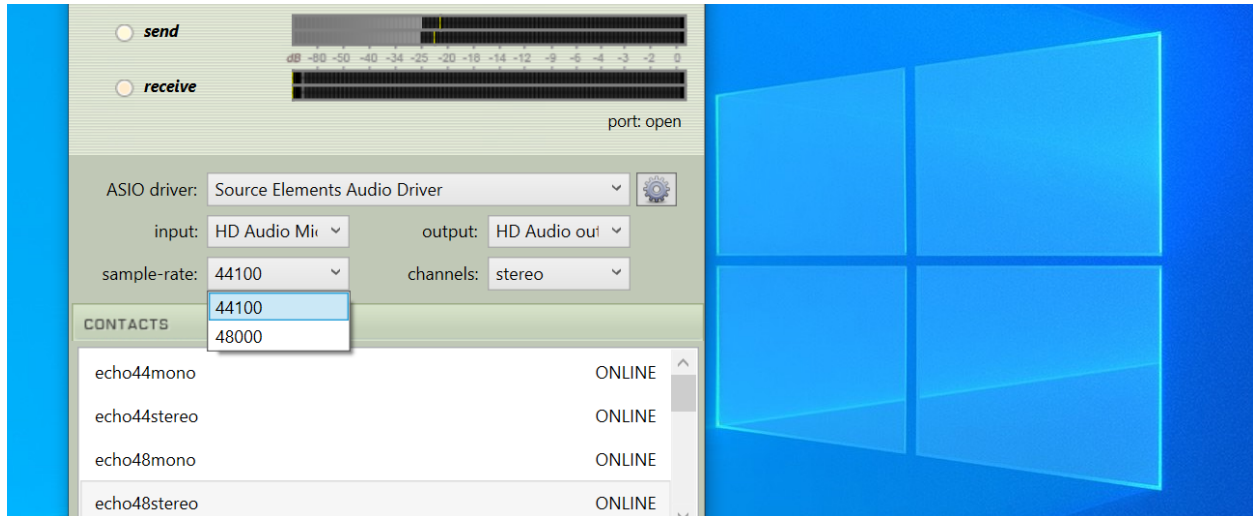 send
dB -80 -50 -40 -34 -25 -20 -18 -14 -12 -9 -6 -4 -3 -2 0
receive
port: open
ASIO driver: Source Elements Audio Driver
input: HD Audio Mi output: HD Audio out
sample-rate: 44100 channels: stereo
44100
CONTACTS
48000
echo44mono ONLINE
echo44stereo ONLINE
echo48mono ONLINE
echo48stereo ONLINE